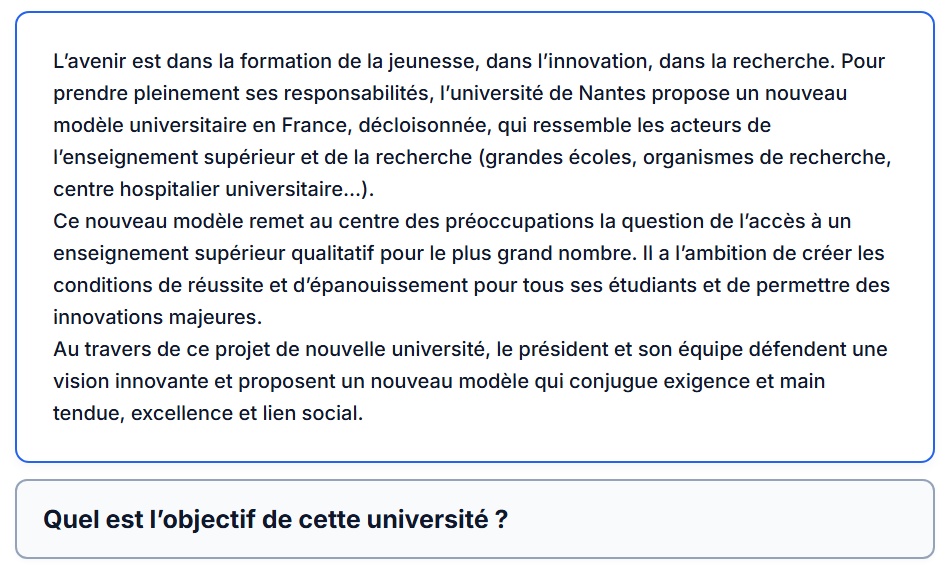 L’avenir est dans la formation de la jeunesse, dans l’innovation, dans la recherche. Pour
prendre pleinement ses responsabilités, l’université de Nantes propose un nouveau
modèle universitaire en France, décloisonnée, qui ressemble les acteurs de
l’enseignement supérieur et de la recherche (grandes écoles, organismes de recherche,
centre hospitalier universitaire...).
Ce nouveau modèle remet au centre des préoccupations la question de l’accès à un
enseignement supérieur qualitatif pour le plus grand nombre. Il a l’ambition de créer les
conditions de réussite et d’épanouissement pour tous ses étudiants et de permettre des
innovations majeures.
Au travers de ce projet de nouvelle université, le président et son équipe défendent une
vision innovante et proposent un nouveau modèle qui conjugue exigence et main
tendue, excellence et lien social.
Quel est l’objectif de cette université ?